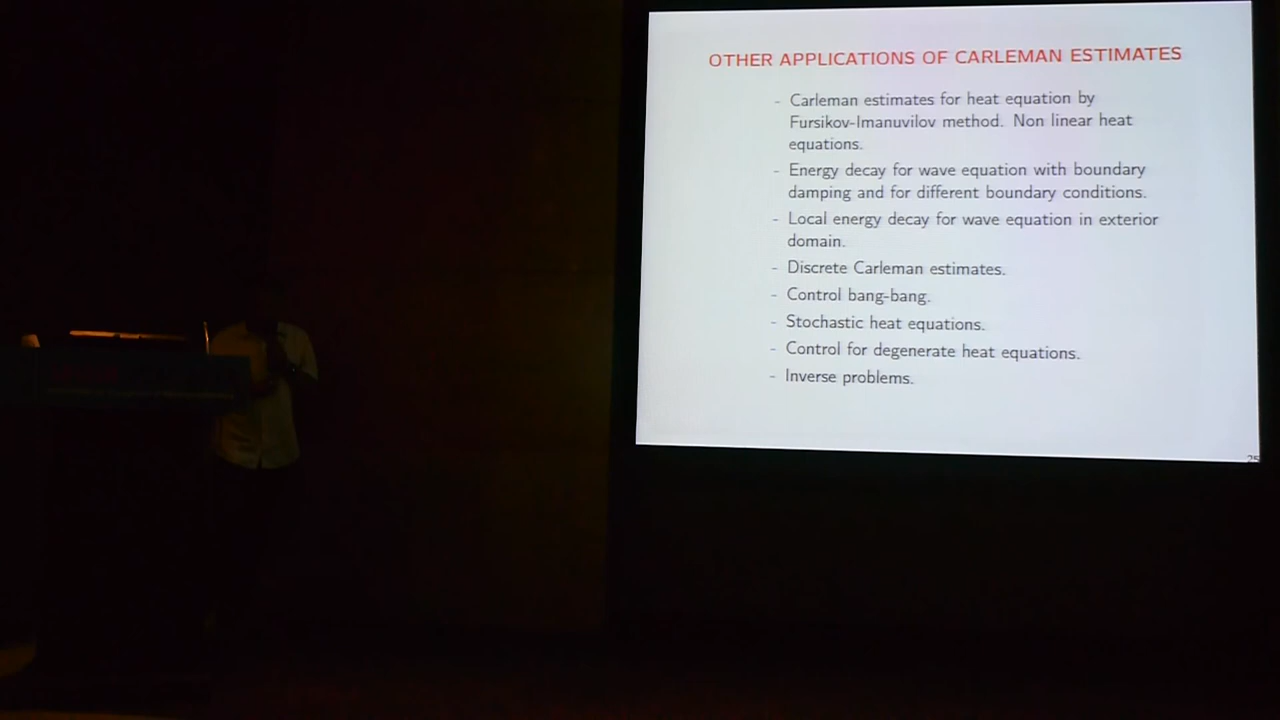 OTHER APPLICATIONS OF CARLEMAN ESTIMATES
- Carleman estimates for heat equation by
Fursikov-Imanuvilov method. Non linear heat
equations.
- Energy decay for wave equation with boundary
damping and for different boundary conditions.
- Local energy decay for wave equation in exterior
domain.
- Discrete Carleman estimates.
- Control bang-bang.
- Stochastic heat equations.
- Control for degenerate heat equations.
- Inverse problems.